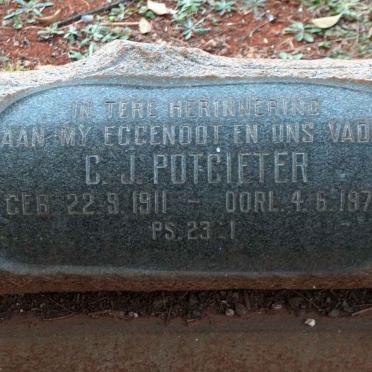 IN TERE HERINNERING
AAN MY EGGENOOT EN ONS VAD
C. J. POTGIETER
GEB. 22.9.1911 - OORL. 4.6.197
PS. 23 : 1